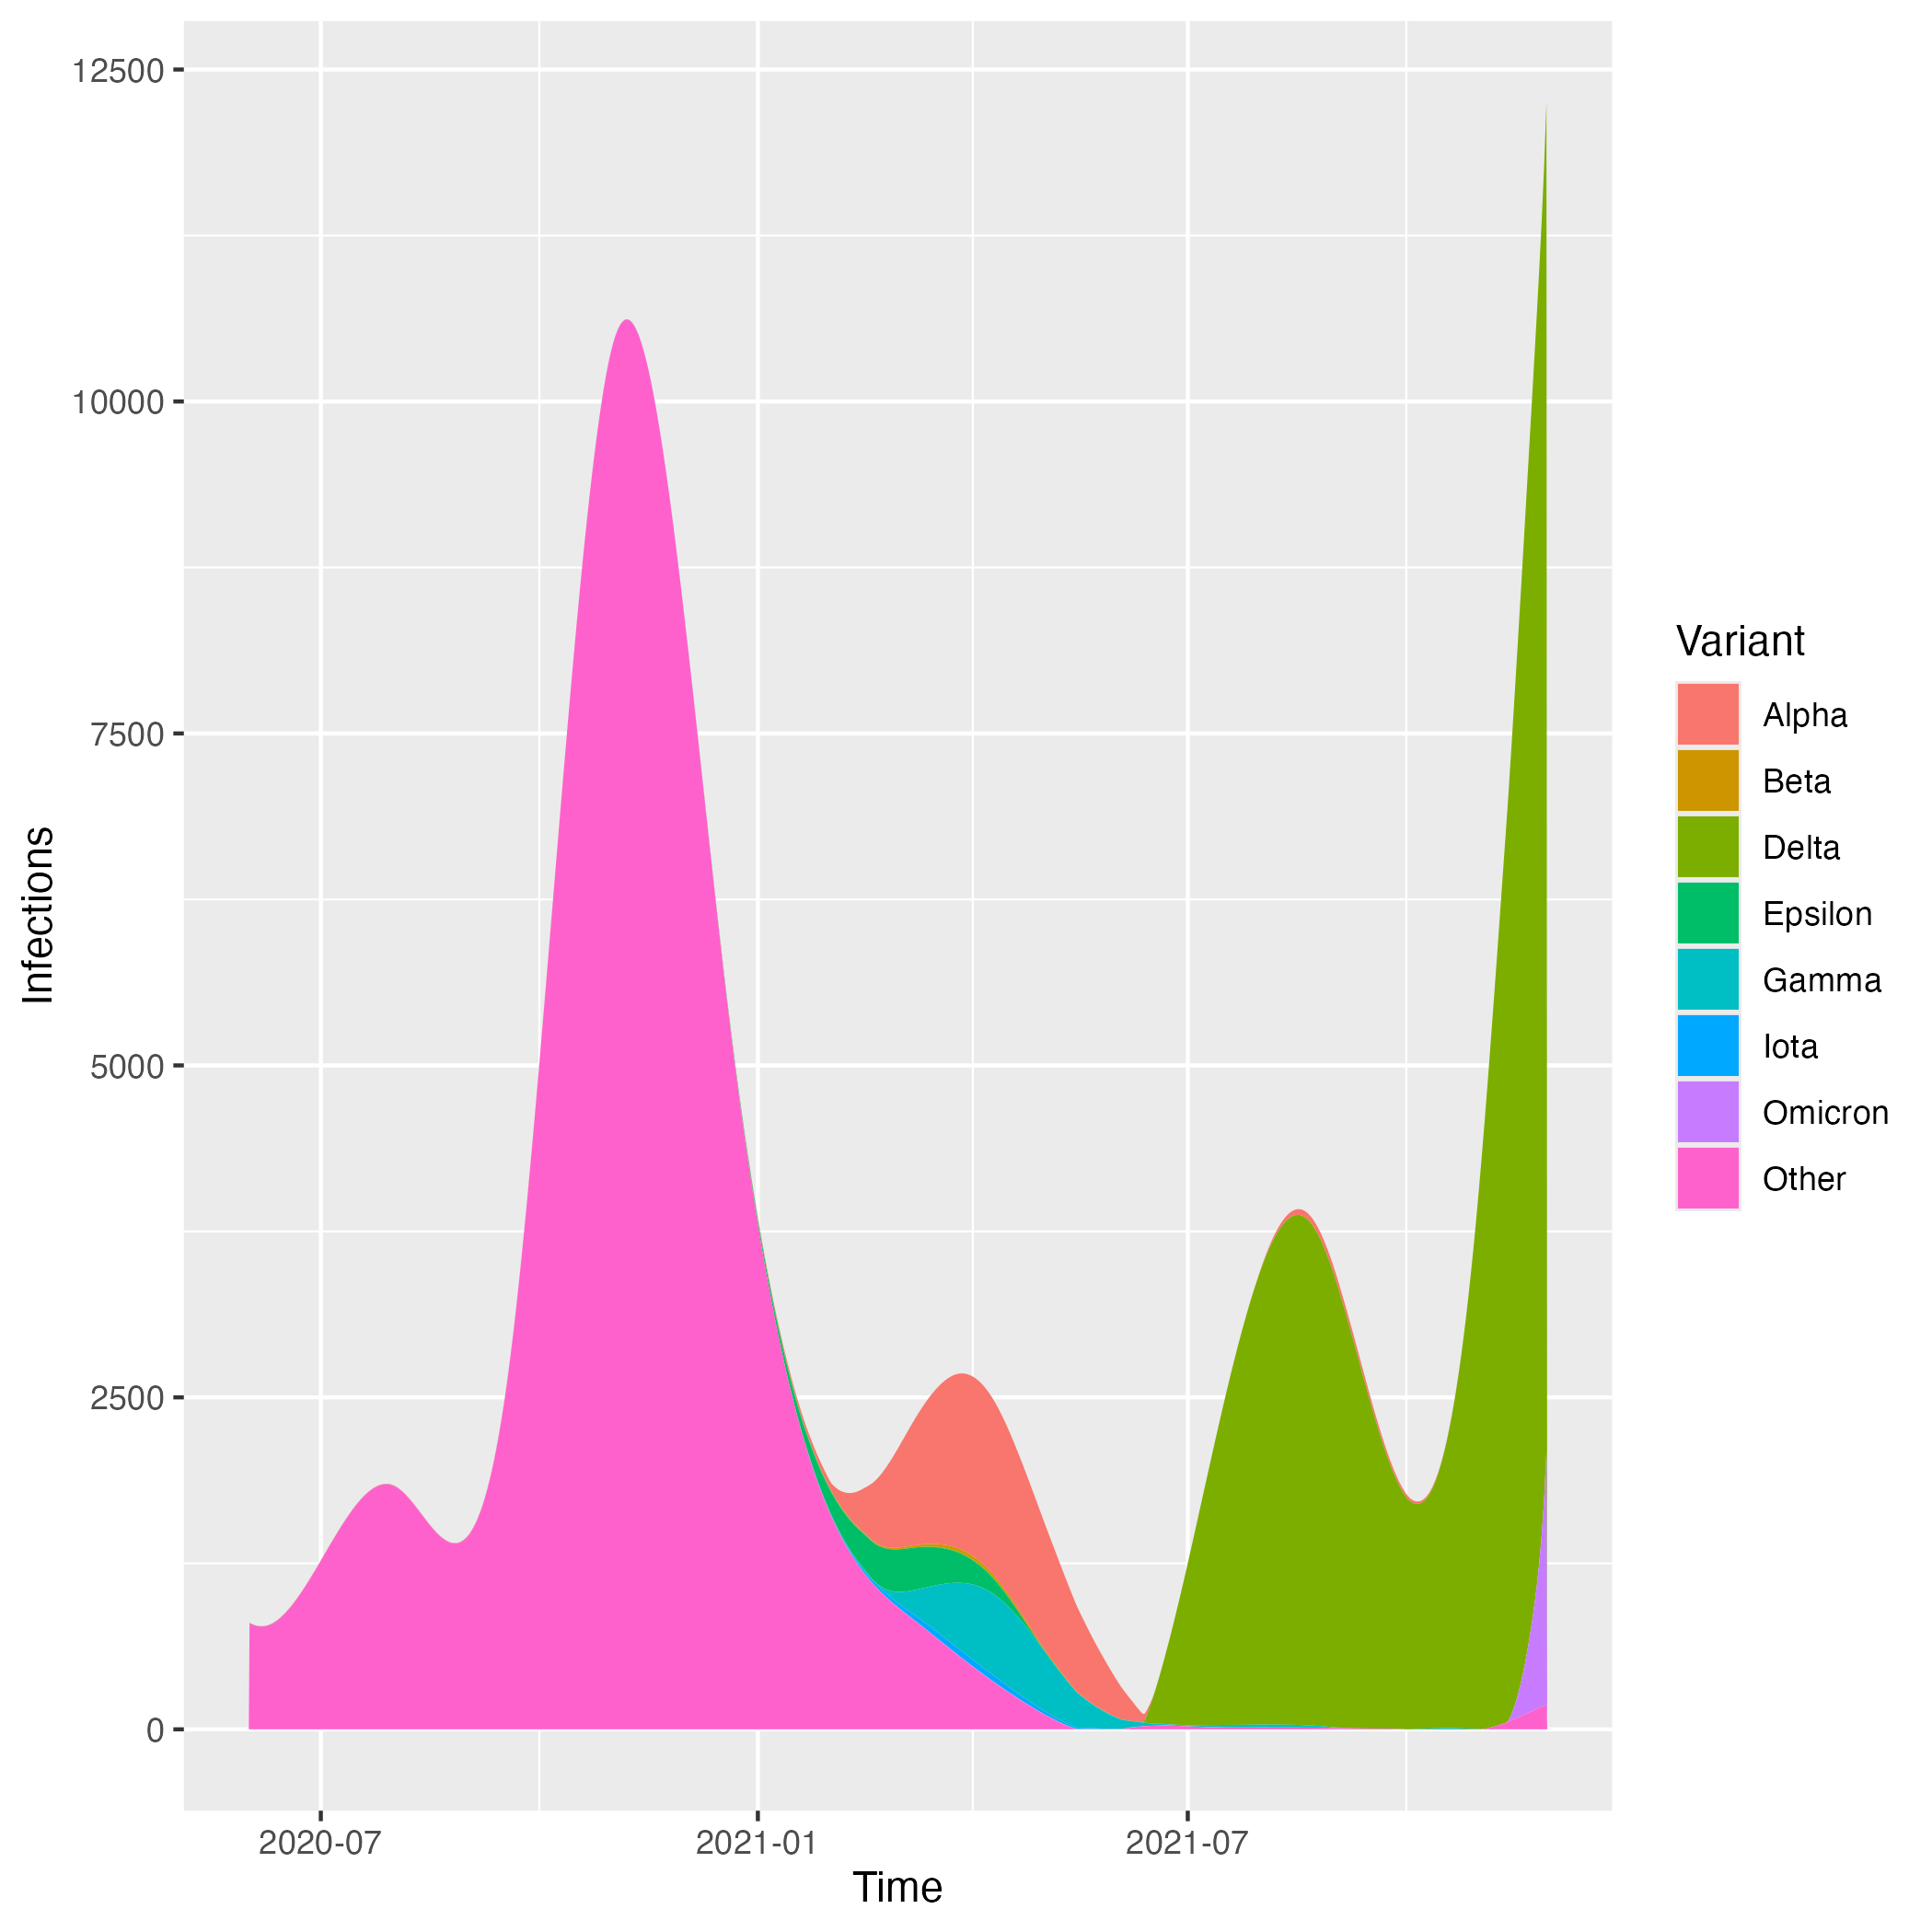 12500
10000
7500
5000
2500
0
Infections
2020-07
2021-01
2021-07
Time
Variant
Alpha
Beta
Delta
Epsilon
Gamma
Iota
Omicron
Other